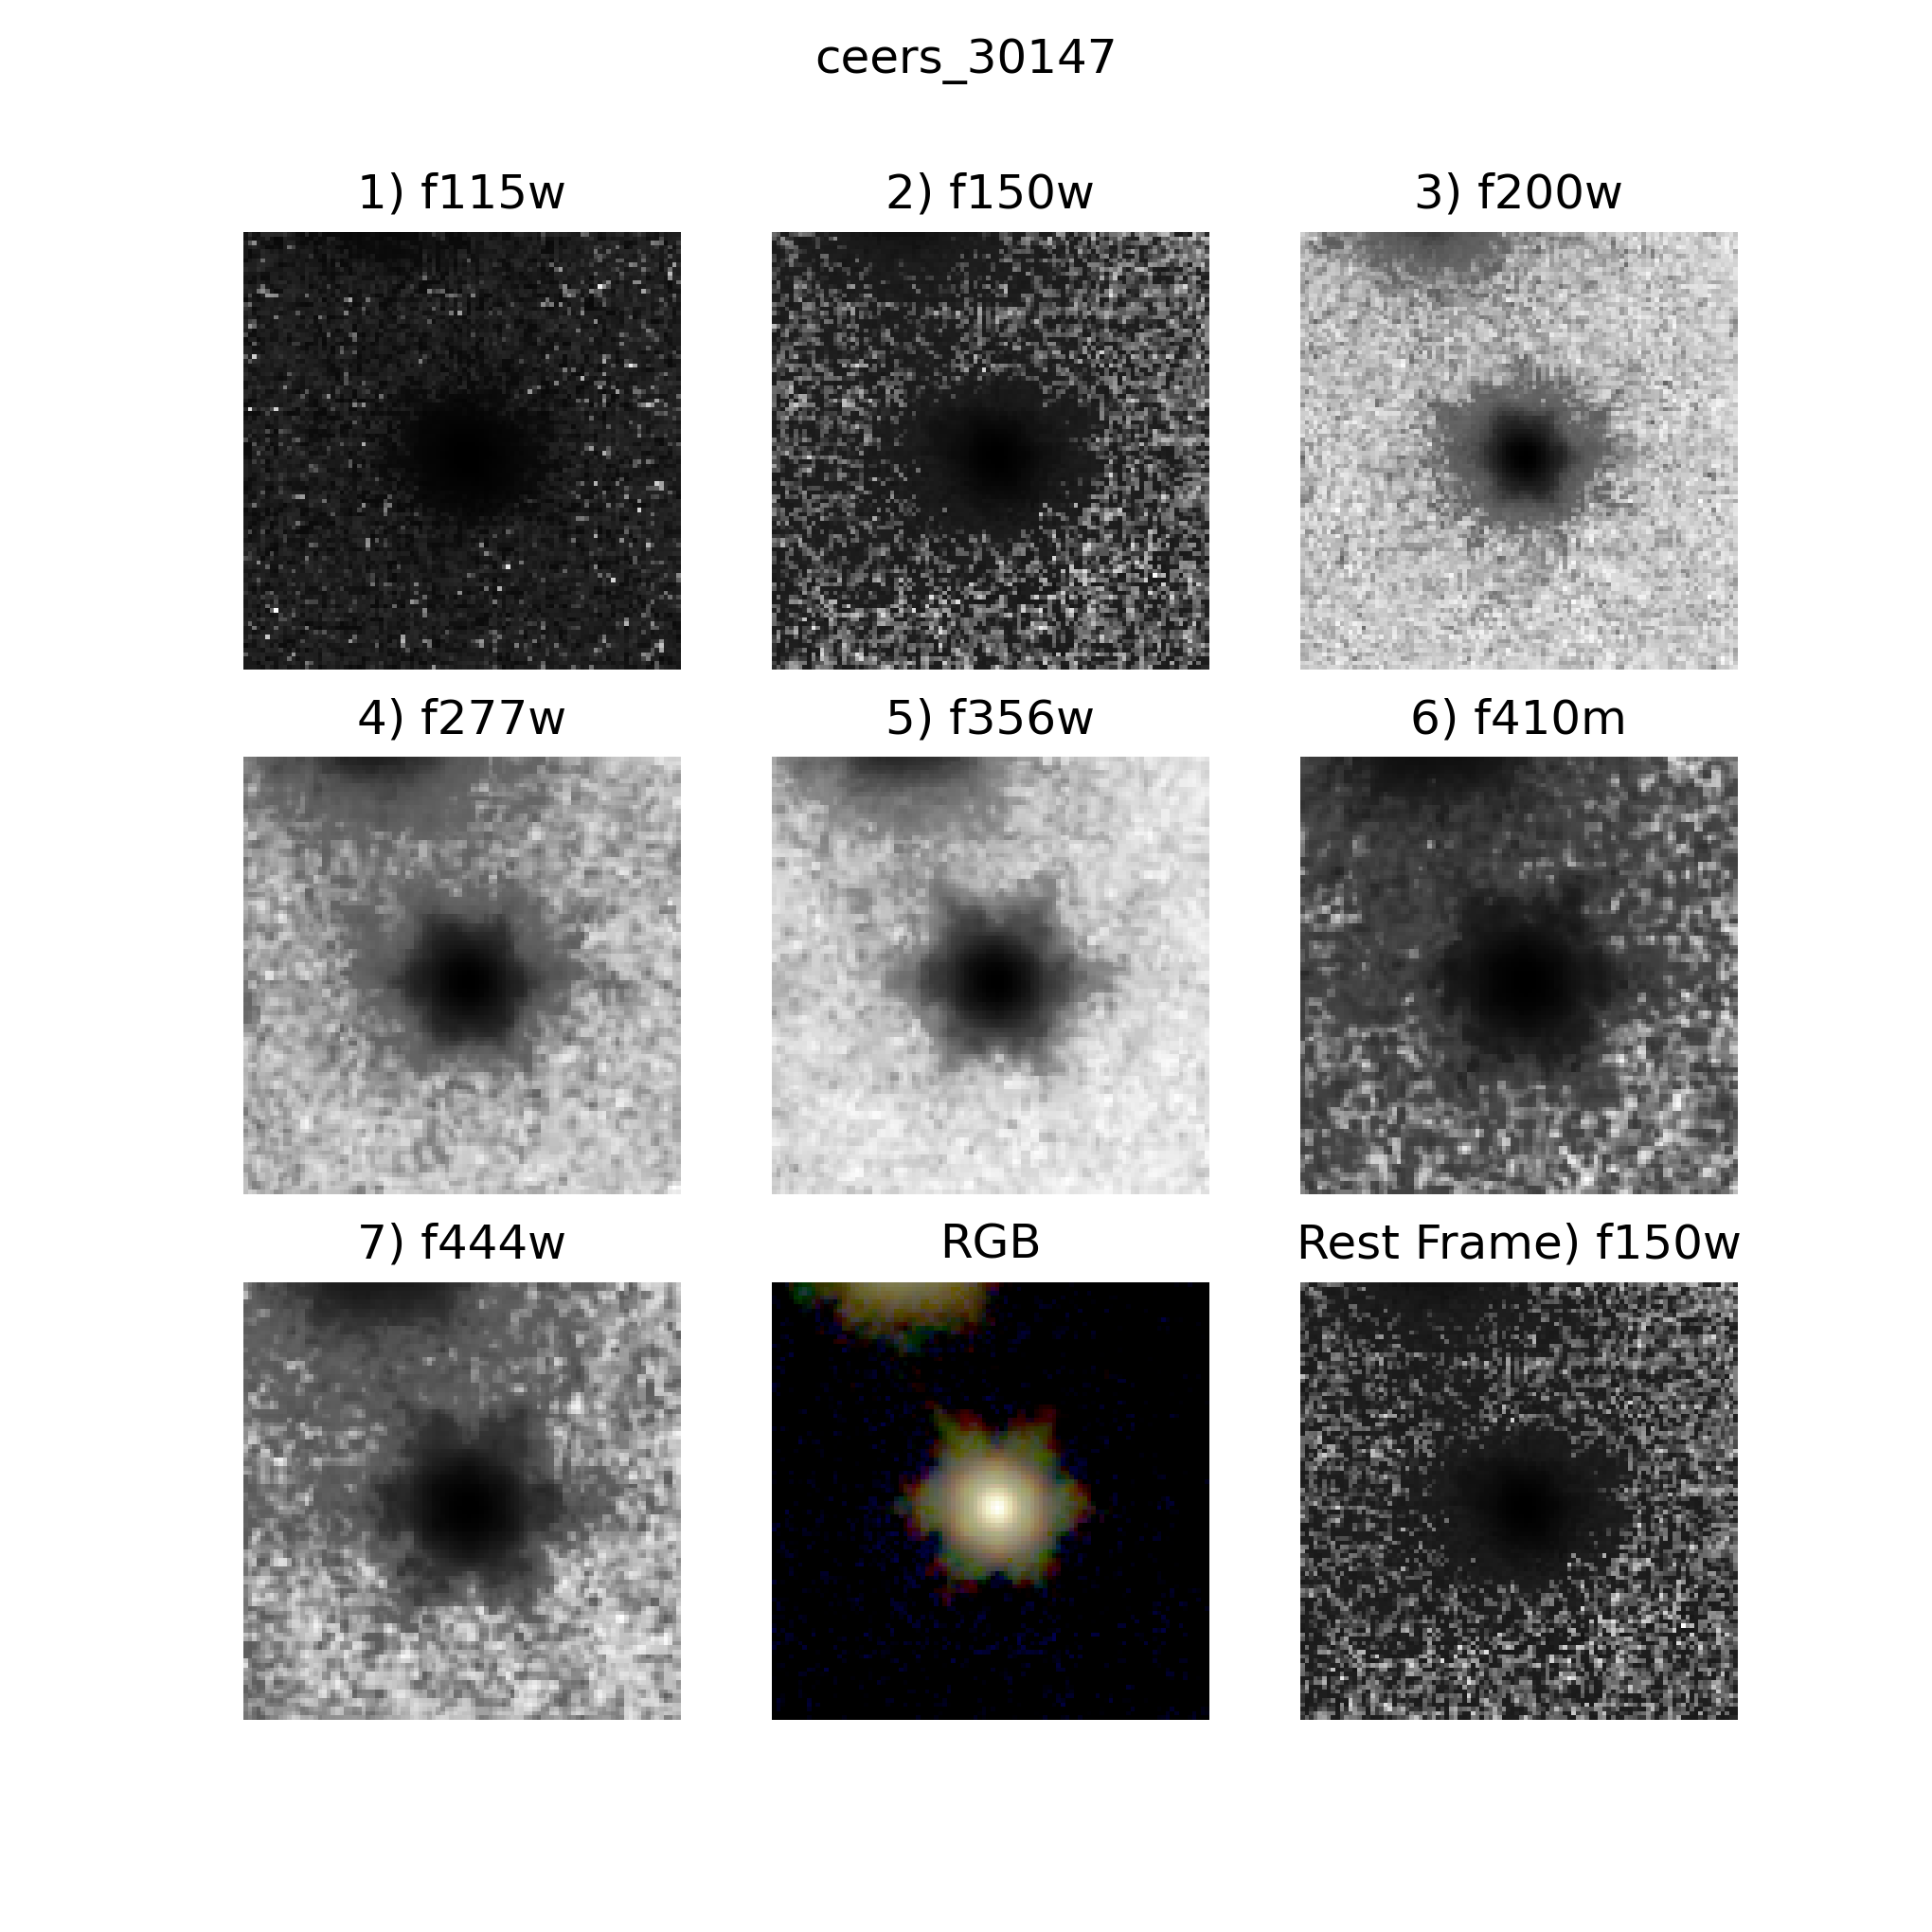 ceers_30147
1) f115w
2) f150w
3) f200w
4) f277w
5) f356w
6) f410m
7) f444w
RGB
Rest Frame) f150w